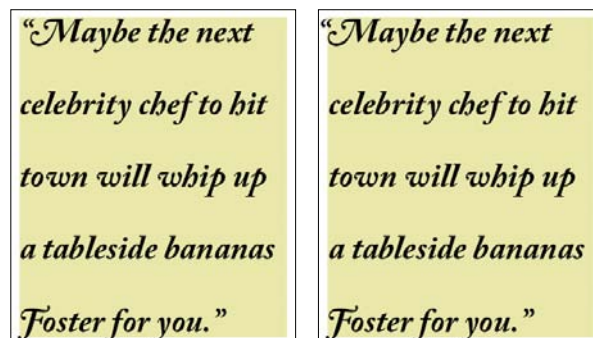 “Maybe the next
celebrity chef to hit
town will whip up
a tableside bananas
Foster for you.”
“Maybe the next
celebrity chef to hit
town will whip up
a tableside bananas
Foster for you.”